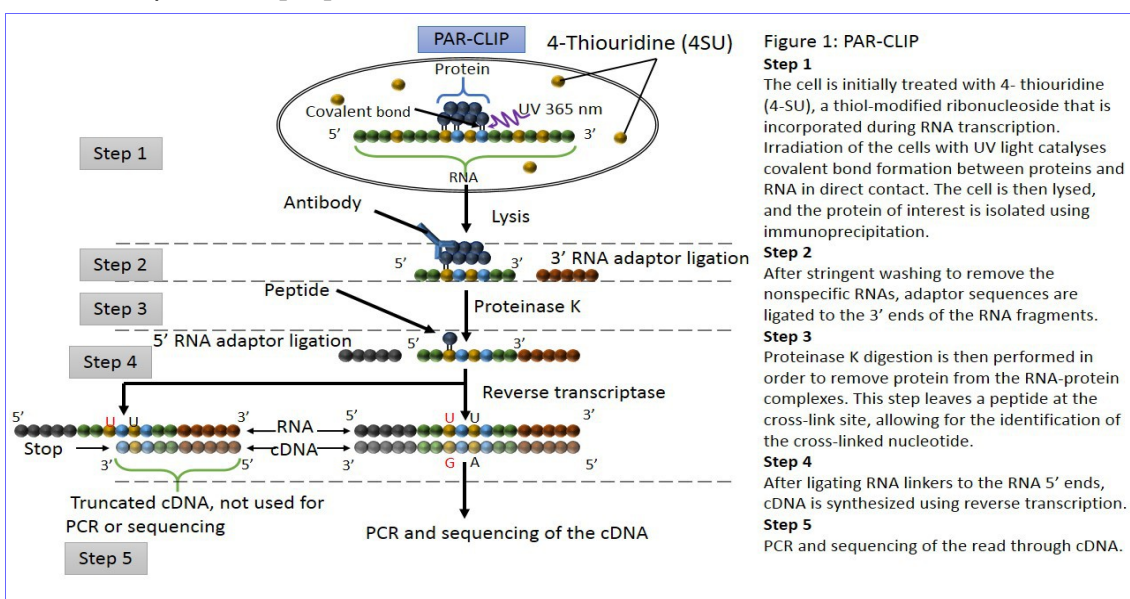 PAR-CLIP
4-Thiouridine (4SU)
Protein
Covalent bond
UV 365 nm
5’
3’
Step 1
RNA
Antibody
Lysis
Step 2
5’
3’
3’ RNA adaptor ligation
Step 3
Peptide
Proteinase K
5’ RNA adaptor ligation
5’
3’
Step 4
Reverse transcriptase
5’
U
U
3’
RNA
5’
U
U
3’
Stop
cDNA
3’
5’
3’
G
A
5’
Truncated cDNA, not used for
PCR or sequencing
PCR and sequencing of the cDNA
Step 5
Figure 1: PAR-CLIP
Step 1
The cell is initially treated with 4- thiouridine
(4-SU), a thiol-modified ribonucleoside that is
incorporated during RNA transcription.
Irradiation of the cells with UV light catalyses
covalent bond formation between proteins and
RNA in direct contact. The cell is then lysed,
and the protein of interest is isolated using
immunoprecipitation.
Step 2
After stringent washing to remove the
nonspecific RNAs, adaptor sequences are
ligated to the 3’ ends of the RNA fragments.
Step 3
Proteinase K digestion is then performed in
order to remove protein from the RNA-protein
complexes. This step leaves a peptide at the
cross-link site, allowing for the identification of
the cross-linked nucleotide.
Step 4
After ligating RNA linkers to the RNA 5’ ends,
cDNA is synthesized using reverse transcription.
Step 5
PCR and sequencing of the read through cDNA.